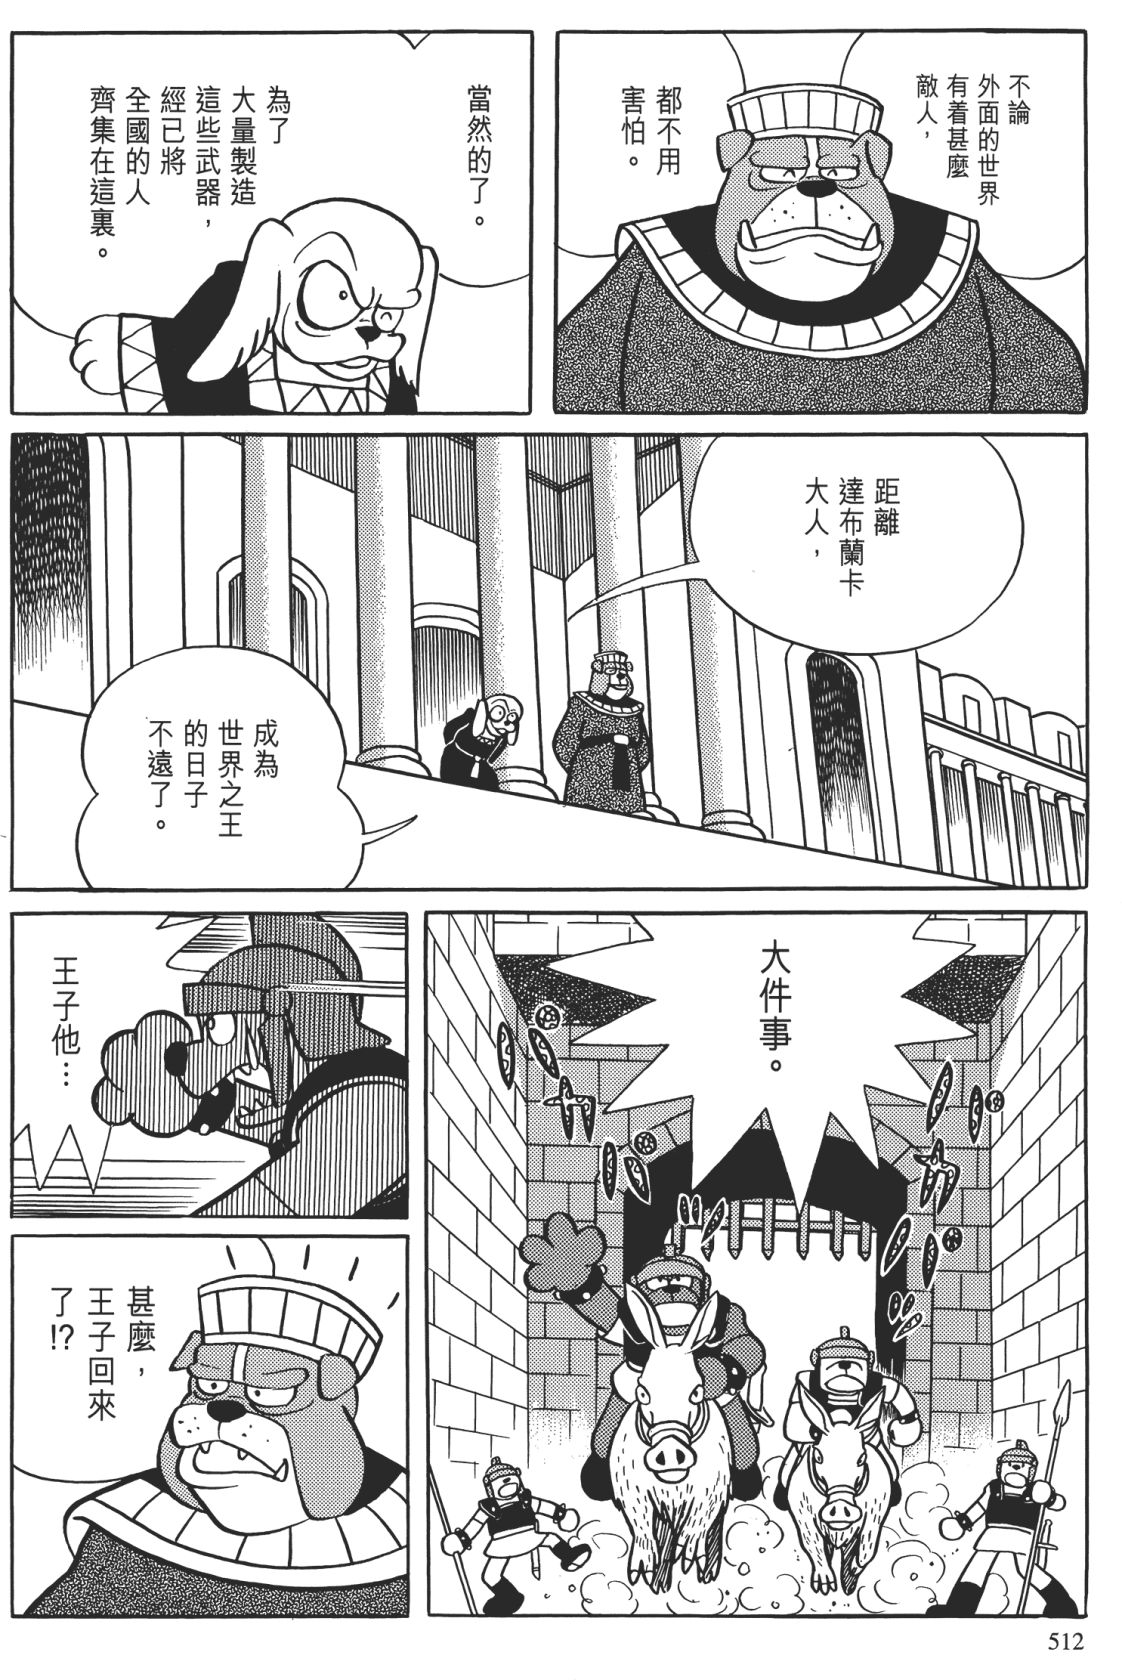 不論
外面的世界
有着甚麼
敵人，
都不用
害怕。
當然的了。
為了
大量製造
這些武器，
經已將
全國的人
齊集在這裏。
距離
達布蘭卡
大人，
成為
世界之王
的日子
不遠了。
大件事。
ガ
ガ
王子他…
甚麼，
王子回來
了!?
512